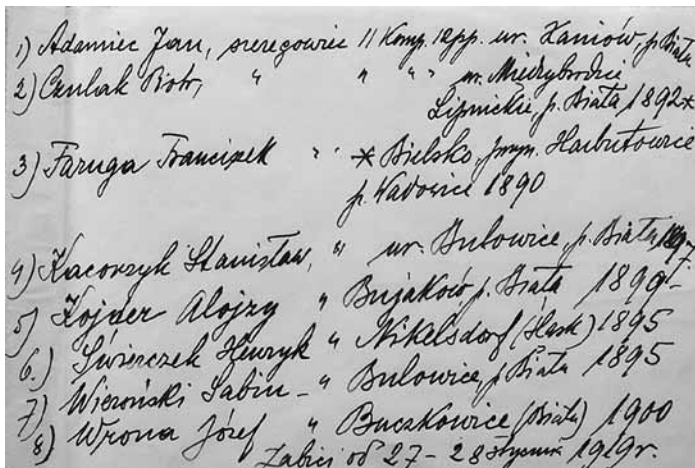 1) Adamiec Jan, szeregowiec 11 Komp. 12 pp. ur. Kaniów, p. Biała
2) Czulak Piotr, " " " " ur. Międzybrodzie
Lipnickie, p. Biała 1892
3) Faruga Franciszek " * Bielsko, przyn. Harbutowice
p. Wadowice 1890
4) Kacorzyk Stanisław, " ur. Bulowice, p. Biała
5) Kojder Alojzy " Bujaków, p. Biała 1899
6.) Świerczek Henryk " Nikelsdorf (Śląsk) 1895
7) Wieroński Sabin - " Bulowice, p. Biała 1895
8) Wrona Józef " Buczkowice (Biała) 1900
Zabici od 27 - 28 stycznia 1919 r.